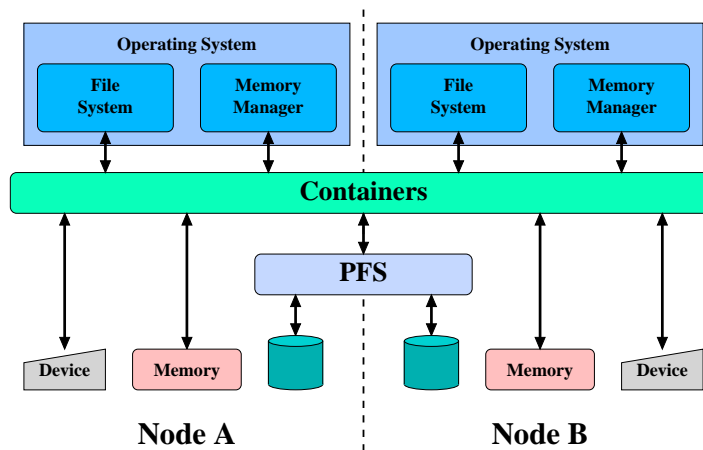 Operating System
File
System
Memory
Manager
Operating System
File
System
Memory
Manager
Containers
PFS
Device
Memory
Memory
Device
Node A
Node B